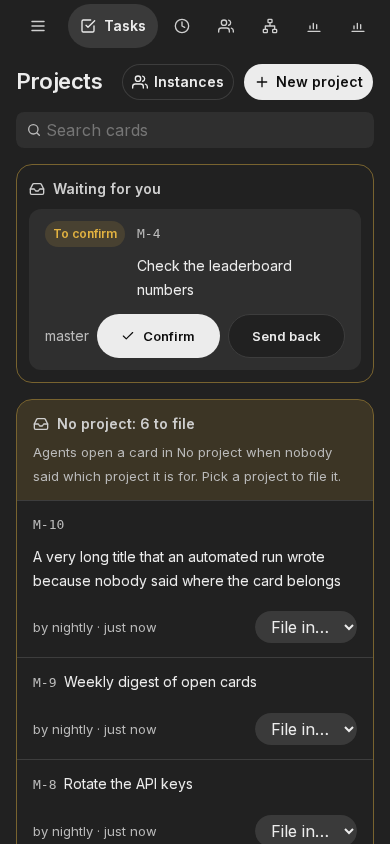 Tasks
Projects
Instances
New project
Search cards
Waiting for you
To confirm
M-4
Check the leaderboard
numbers
master
Confirm
Send back
No project: 6 to file
Agents open a card in No project when nobody
said which project it is for. Pick a project to file it.
M-10
A very long title that an automated run wrote
because nobody said where the card belongs
by nightly · just now
File in…
M-9 Weekly digest of open cards
by nightly · just now
File in…
M-8 Rotate the API keys
by nightly · just now
File in…